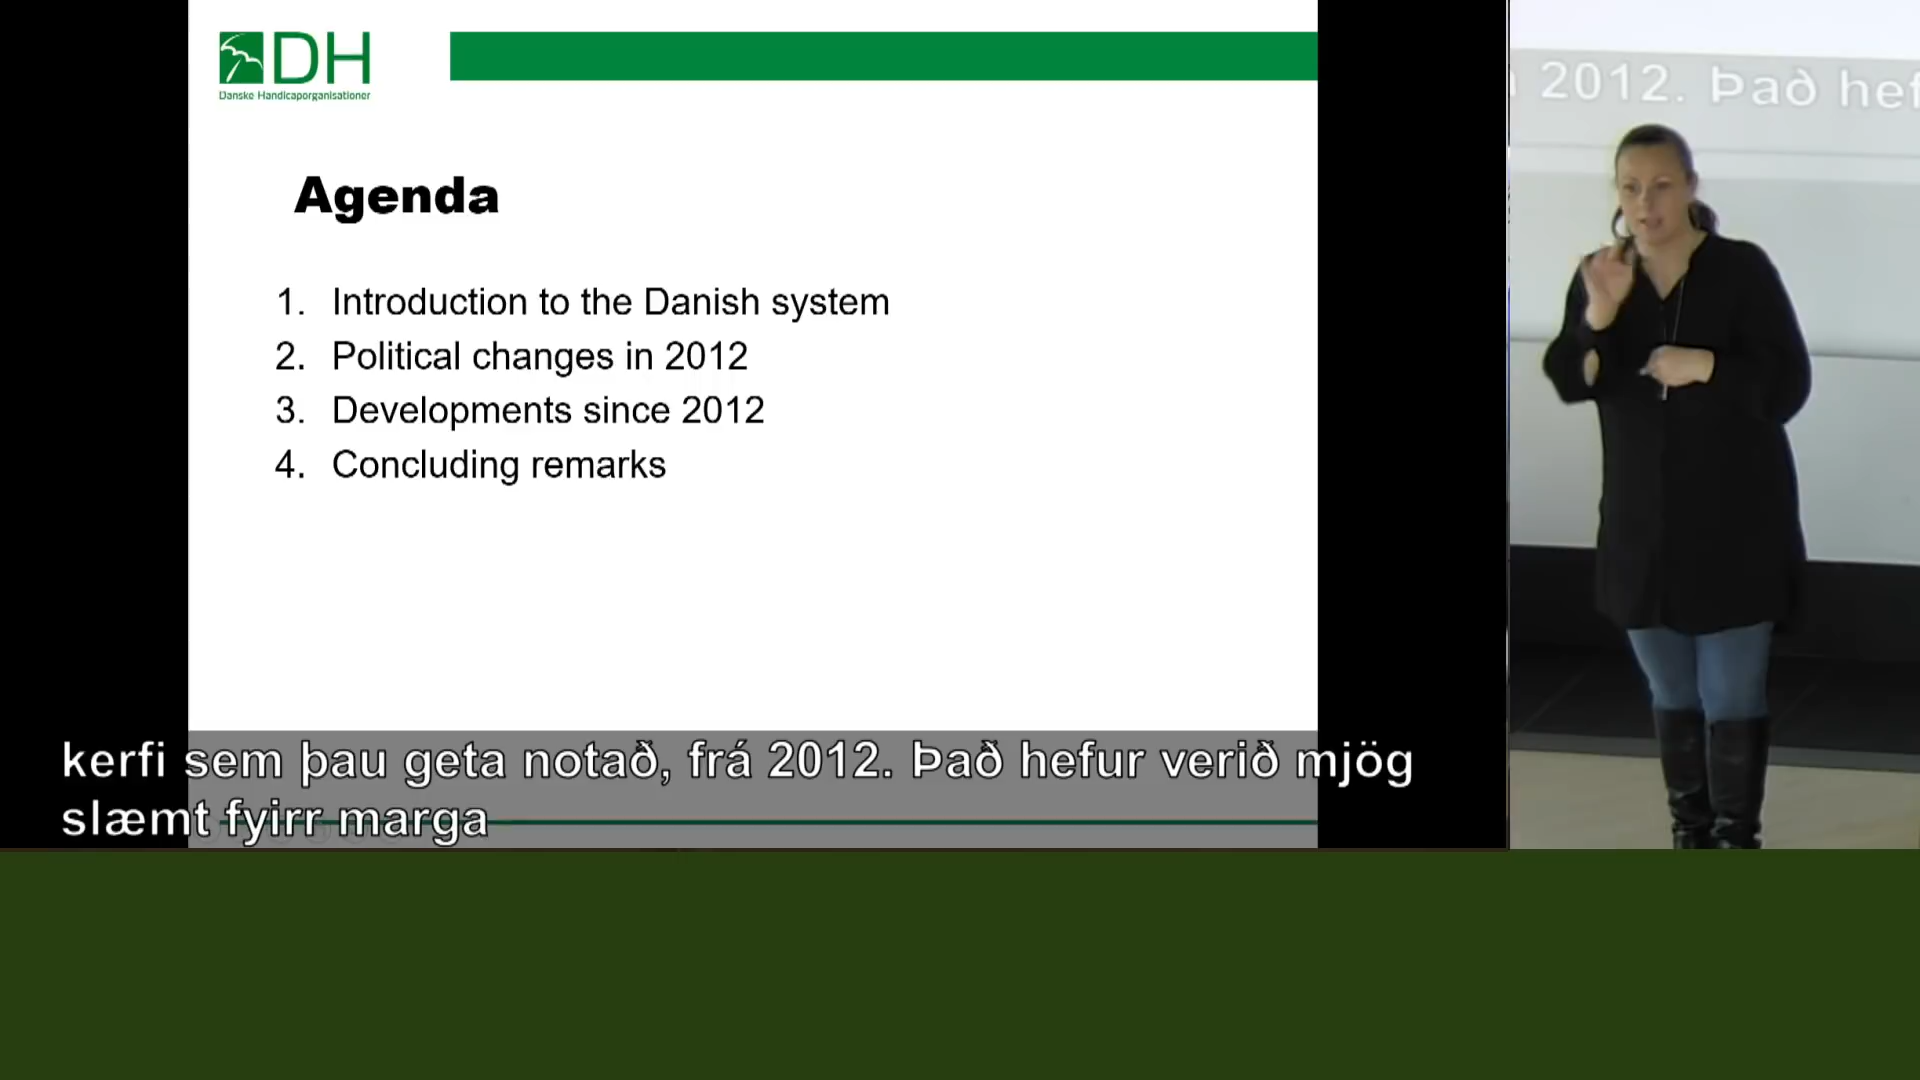 DH
Danske Handicaporganisationer
Agenda
1. Introduction to the Danish system
2. Political changes in 2012
3. Developments since 2012
4. Concluding remarks
kerfi sem þau geta notað, frá 2012. Það hefur verið mjög
slæmt fyirr marga
2012. Það hef